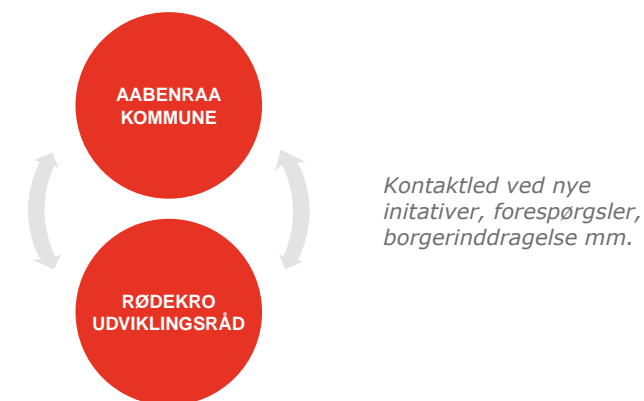 AABENRAA
KOMMUNE
Kontaktled ved nye
initativer, forespørgsler,
borgerinddragelse mm.
RØDEKRO
UDVIKLINGSRÅD